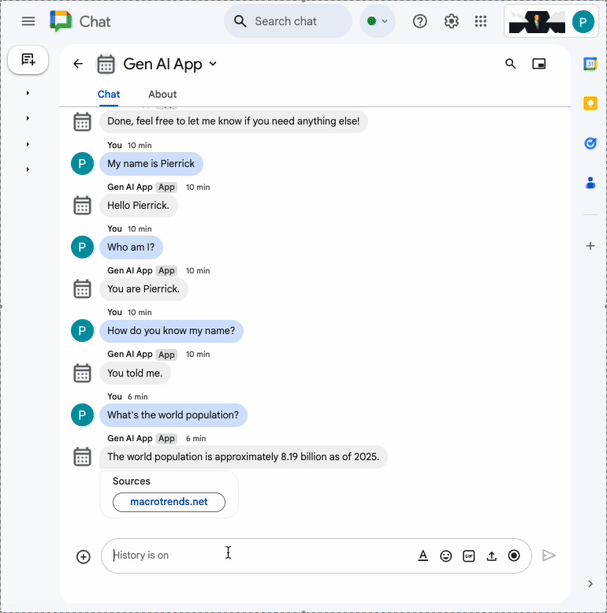 Chat
Search chat
P
Gen AI App
Chat
About
Done, feel free to let me know if you need anything else!
You 10 min
P
My name is Pierrick
Gen AI App App 10 min
Hello Pierrick.
You 10 min
P
Who am I?
Gen AI App App 10 min
You are Pierrick.
You 10 min
P
How do you know my name?
Gen AI App App 10 min
You told me.
You 6 min
P
What's the world population?
Gen AI App App 6 min
The world population is approximately 8.19 billion as of 2025.
Sources
macrotrends.net
History is on
GIF
31